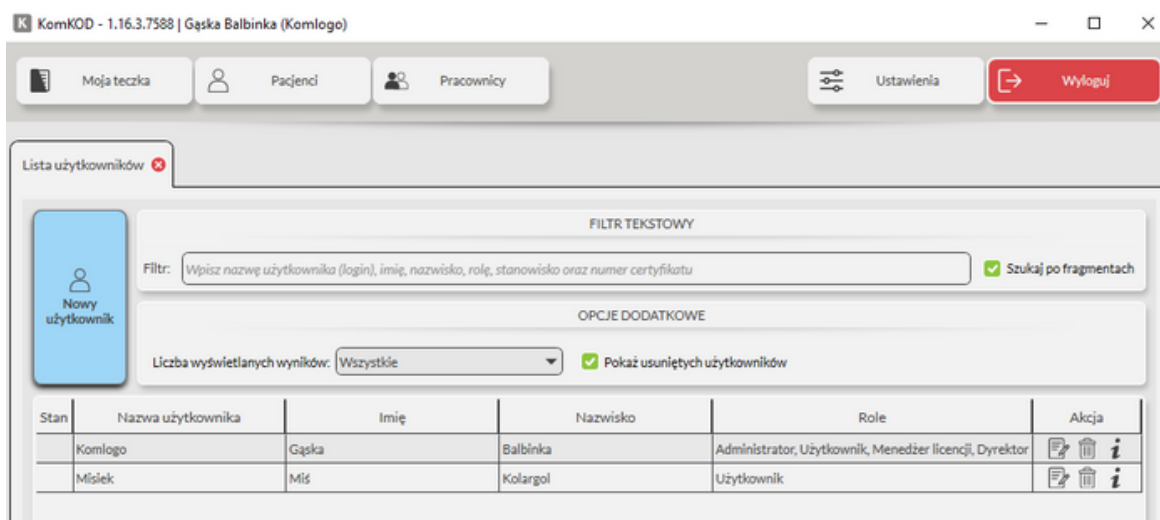 KomKOD - 1.16.3.7588 | Gąska Balbinka (Komlogo)
Moja teczka Pacjenci Pracownicy Ustawienia Wyloguj
Lista użytkowników
FILTR TEKSTOWY
Filtr: Wpisz nazwę użytkownika (login), imię, nazwisko, rolę, stanowisko oraz numer certyfikatu Szukaj po fragmentach
Nowy
użytkownik
OPCJE DODATKOWE
Liczba wyświetlanych wyników: Wszystkie Pokaż usuniętych użytkowników
Stan Nazwa użytkownika Imię Nazwisko Role Akcja
Komlogo Gąska Balbinka Administrator, Użytkownik, Menedżer licencji, Dyrektor
Misiek Miś Kolargol Użytkownik